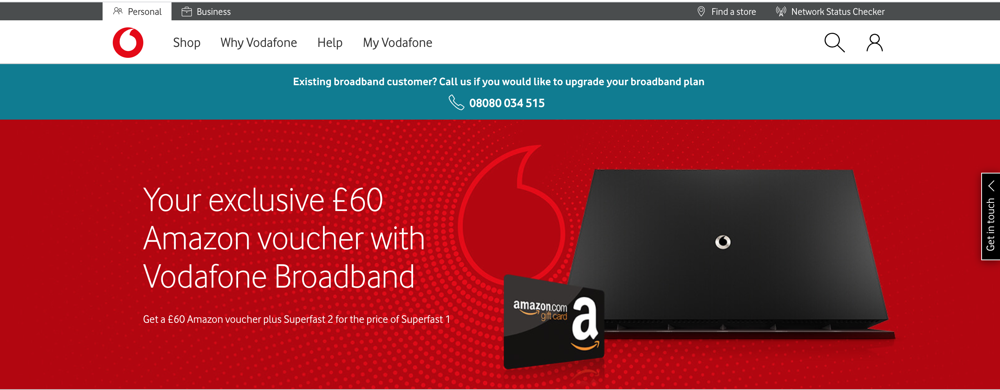 Personal
Business
Find a store
Network Status Checker
Shop
Why Vodafone
Help
My Vodafone
Existing broadband customer? Call us if you would like to upgrade your broadband plan
08080 034 515
Your exclusive £60
Amazon voucher with
Vodafone Broadband
Get a £60 Amazon voucher plus Superfast 2 for the price of Superfast 1
amazon.com
gift card
a
Get in touch